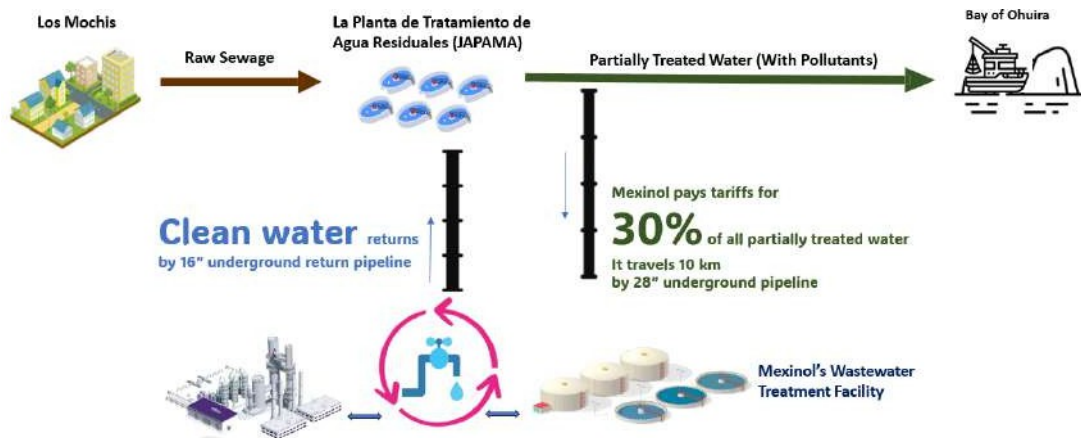 Los Mochis
Raw Sewage
La Planta de Tratamiento de
Agua Residuales (JAPAMA)
Partially Treated Water (With Pollutants)
Bay of Ohuira
Clean water returns
by 16” underground return pipeline
Mexinol pays tariffs for
30% of all partially treated water
It travels 10 km
by 28” underground pipeline
Mexinol’s Wastewater
Treatment Facility